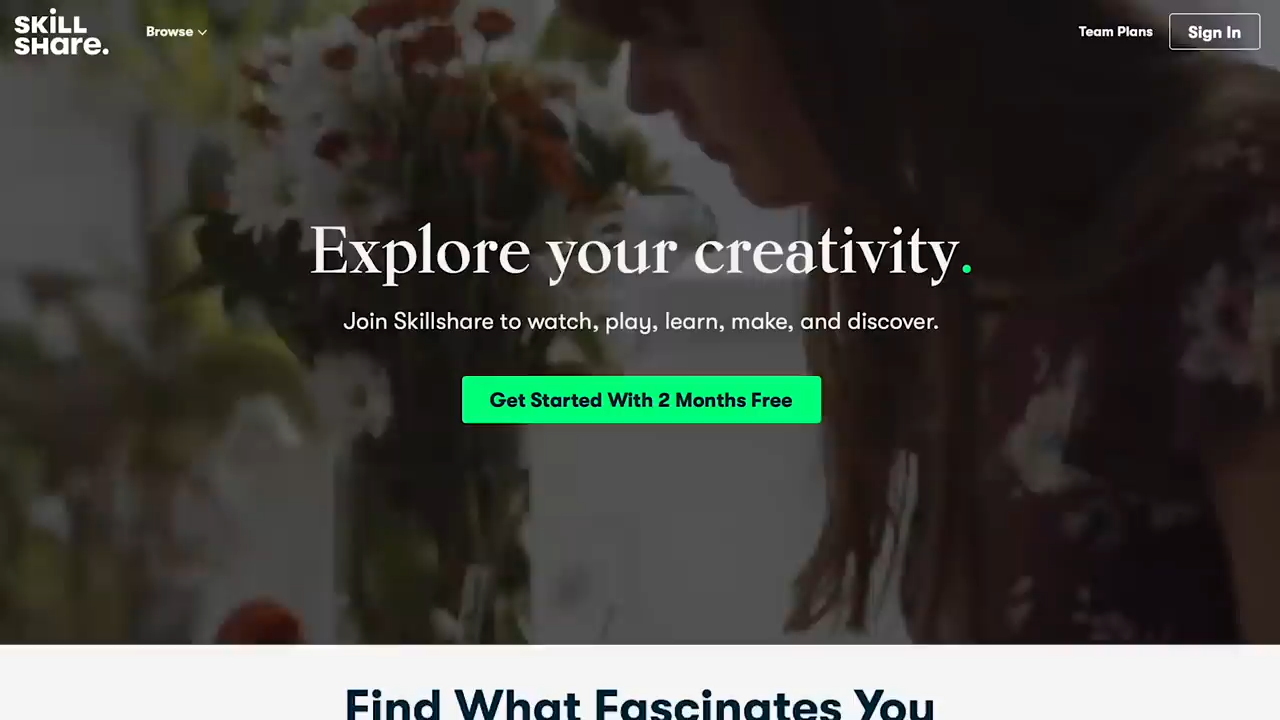 SKILL
SHare.
Browse
Team Plans
Sign In
Explore your creativity.
Join Skillshare to watch, play, learn, make, and discover.
Get Started With 2 Months Free
Find What Fascinates You